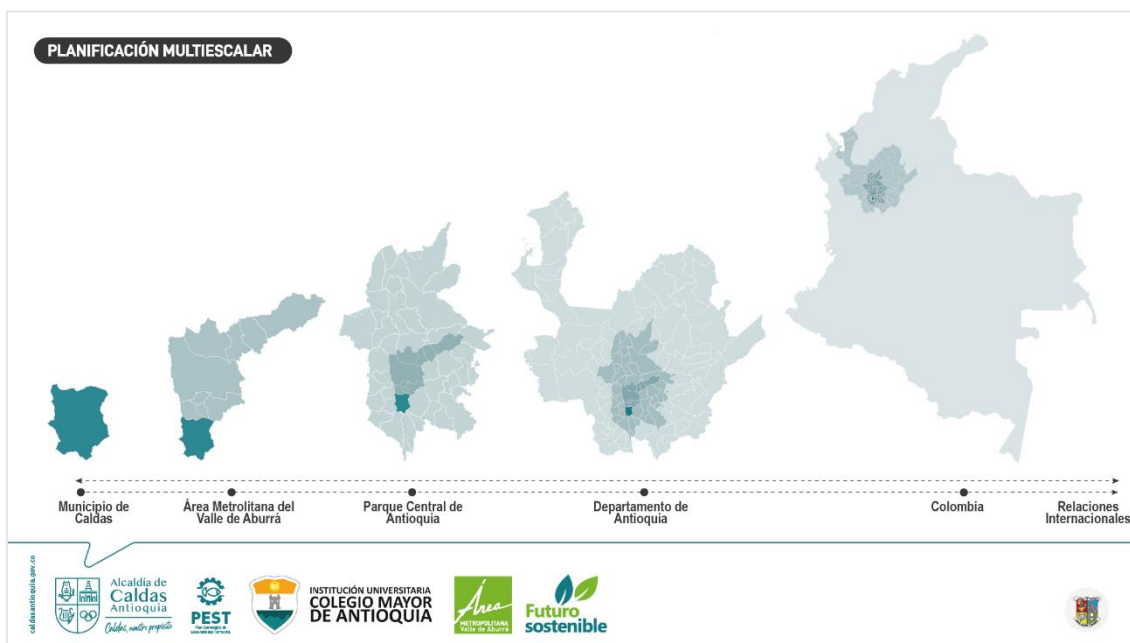 PLANIFICACIÓN MULTIESCALAR
Municipio de
Caldas
Área Metrolitana del
Valle de Aburrá
Parque Central de
Antioquia
Departamento de
Antioquia
Colombia
Relaciones
Internacionales
caldasantioquia.gov.co
Alcaldía de
Caldas
Antioquia
Caldas, nuestro propósito
PEST
INSTITUCIÓN UNIVERSITARIA
COLEGIO MAYOR
DE ANTIOQUIA
Área
METROPOLITANA
Valle de Aburrá
Futuro
sostenible